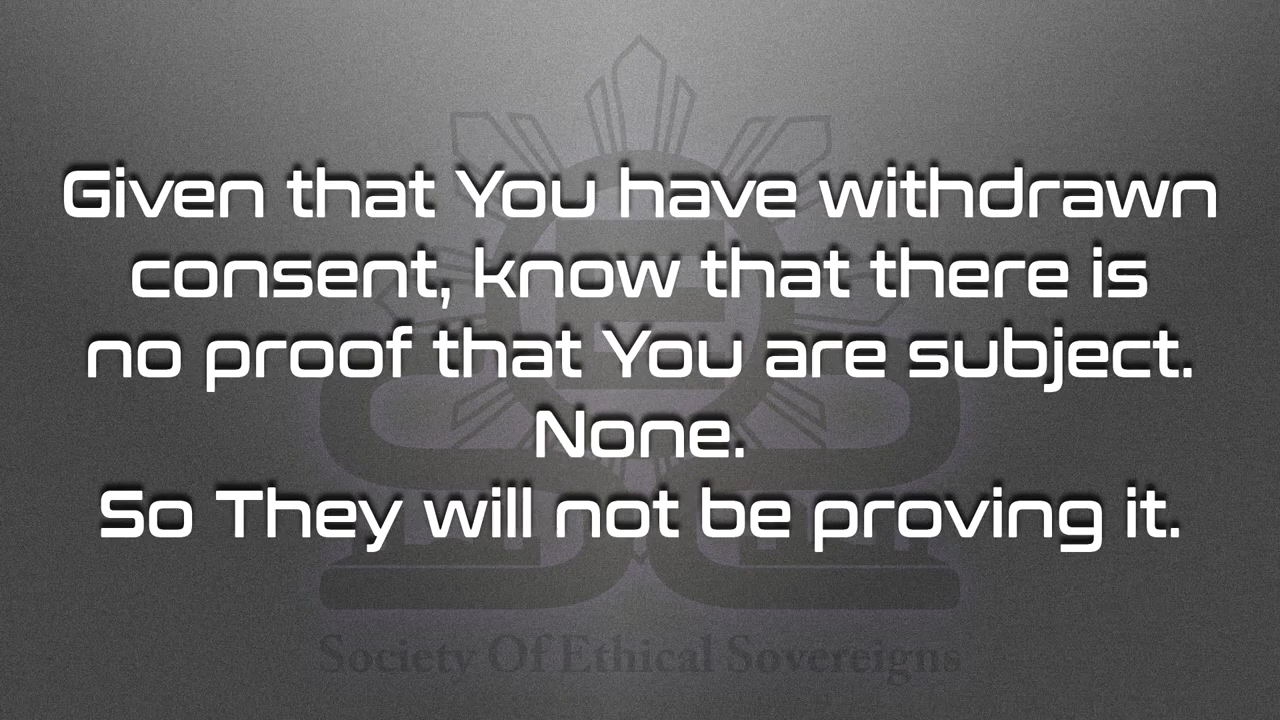 Given that You have withdrawn
consent, know that there is
no proof that You are subject.
None.
So They will not be proving it.
Society Of Ethical Sovereigns